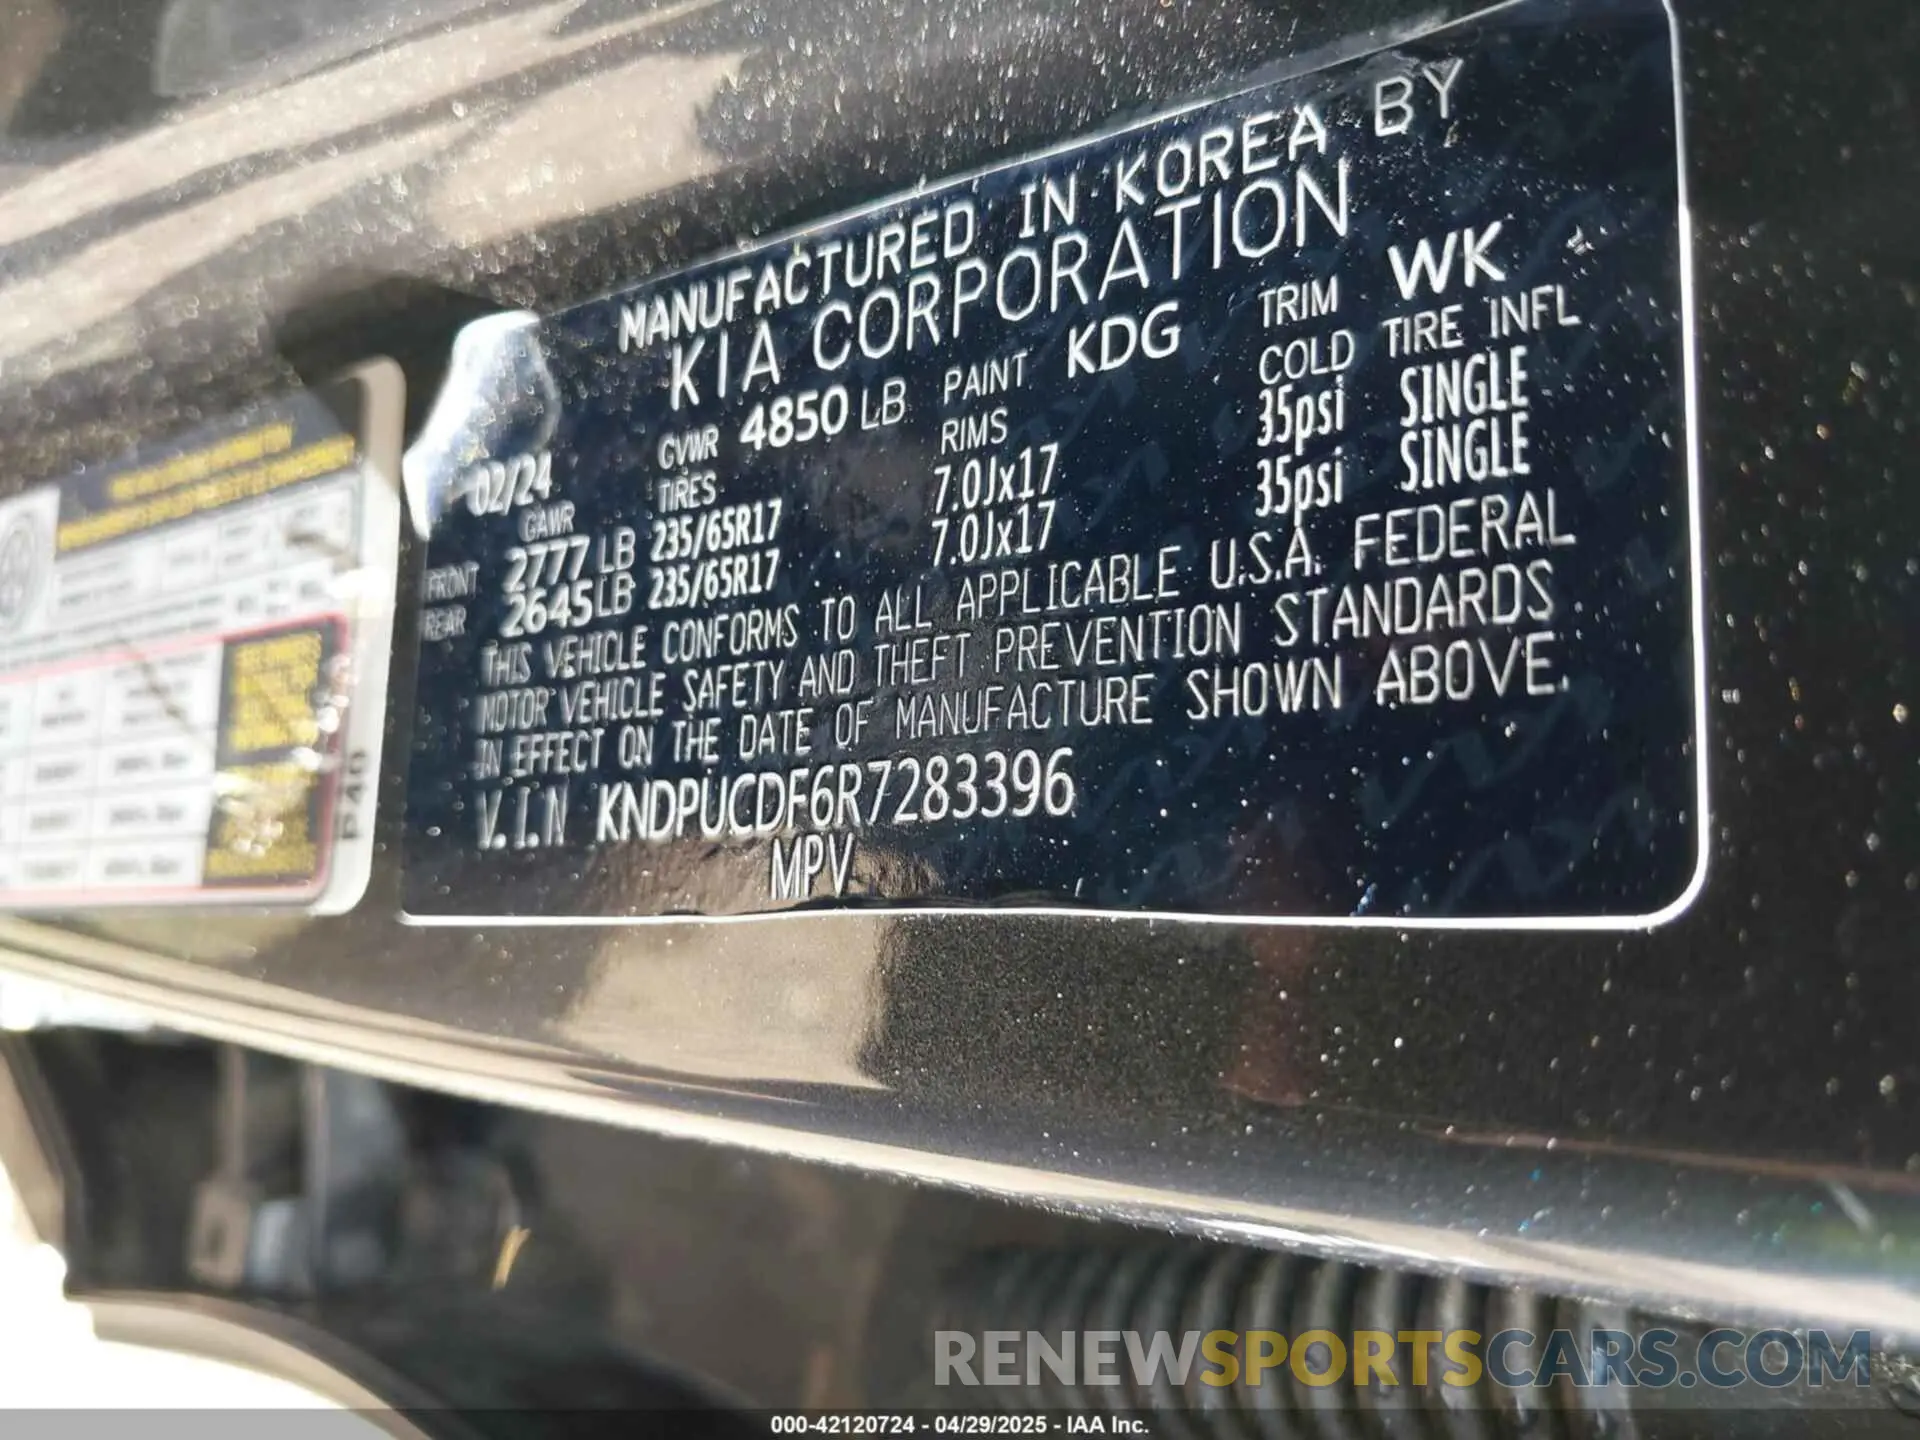 MANUFACTURED IN KOREA BY
KIA CORPORATION
02/24 GVWR 4850 LB PAINT KDG TRIM WK
GAWR TIRES RIMS COLD TIRE INFL
FRONT 2777 LB 235/65R17 7.0Jx17 35psi SINGLE
REAR 2645 LB 235/65R17 7.0Jx17 35psi SINGLE
THIS VEHICLE CONFORMS TO ALL APPLICABLE U.S.A. FEDERAL
MOTOR VEHICLE SAFETY AND THEFT PREVENTION STANDARDS
IN EFFECT ON THE DATE OF MANUFACTURE SHOWN ABOVE.
V.I.N KNDPUCDF6R7283396
MPV
P40
RENEWSPORTSCARS.COM
000-42120724 - 04/29/2025 - IAA Inc.